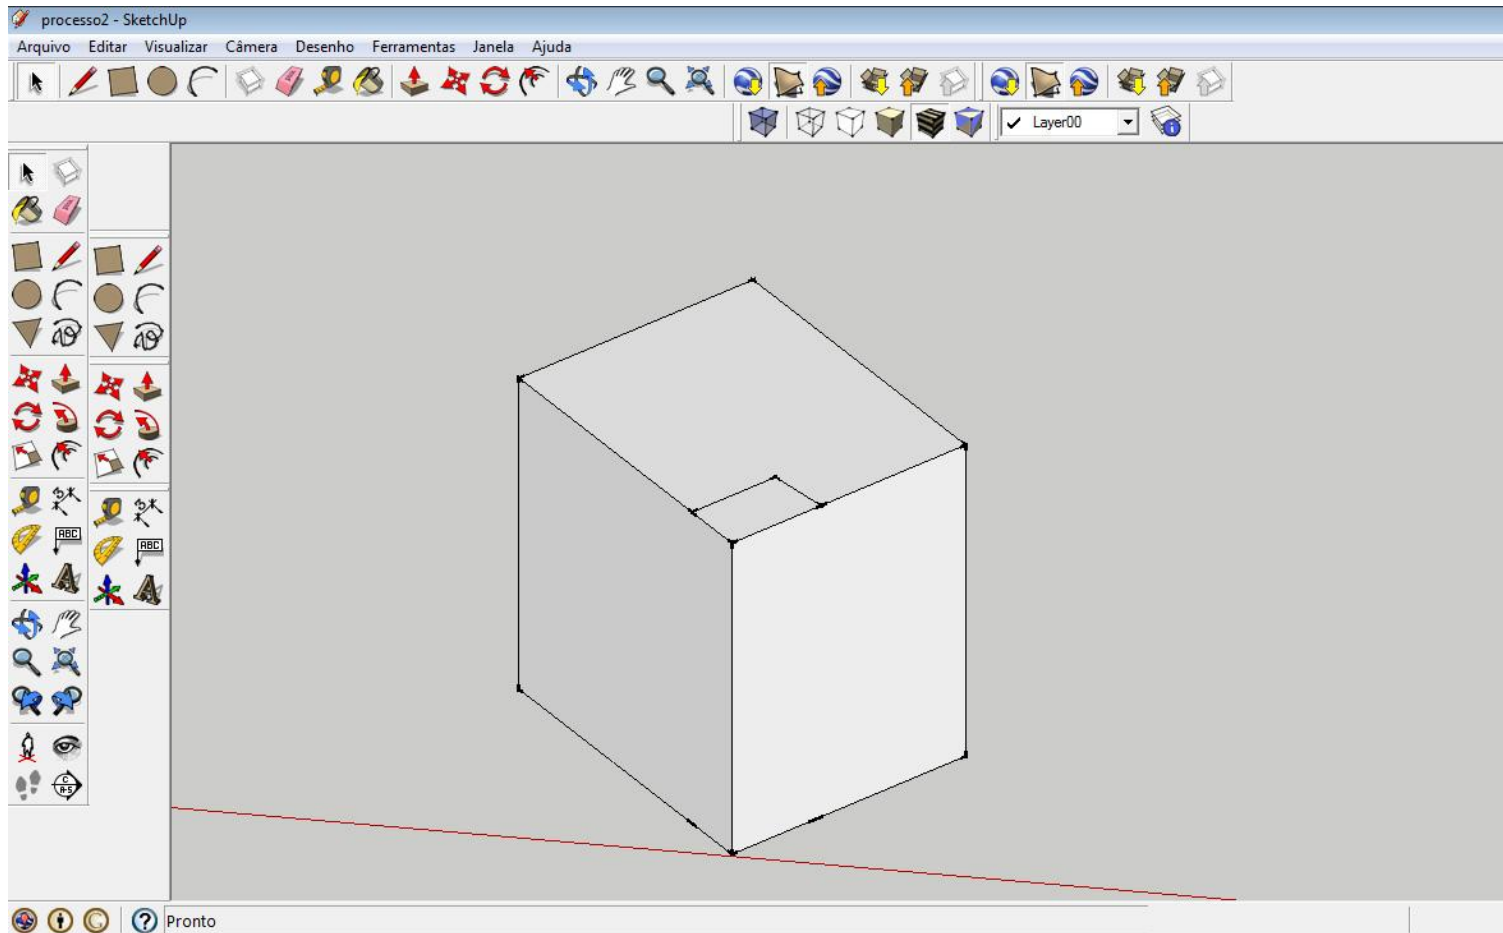 processo2 - SketchUp
Arquivo Editar Visualizar Câmera Desenho Ferramentas Janela Ajuda
Layer00
ABC
ABC
Pronto